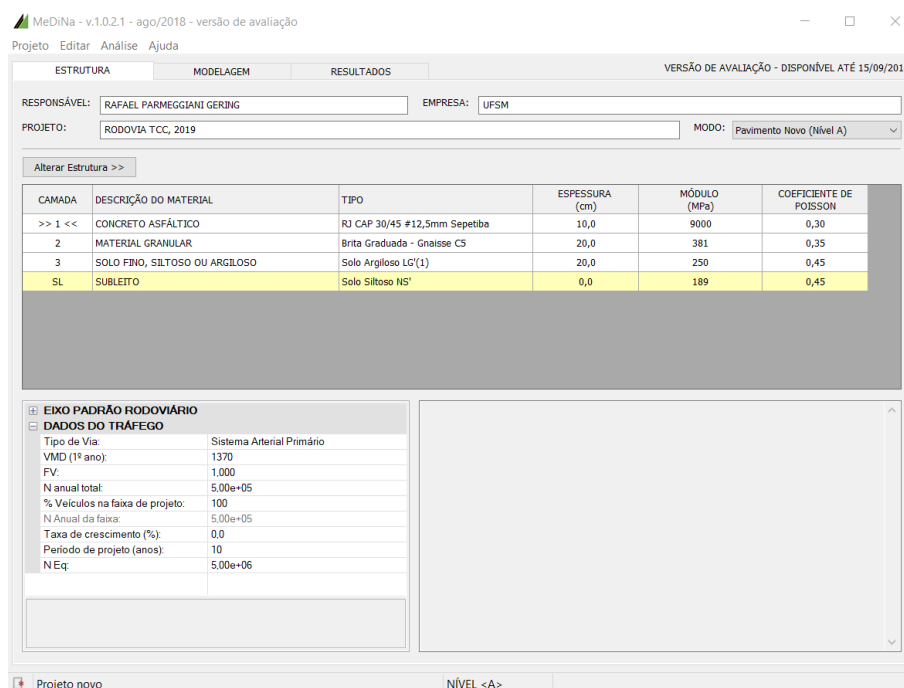 MeDiNa - v.1.0.2.1 - ago/2018 - versão de avaliação
Projeto Editar Análise Ajuda
ESTRUTURA MODELAGEM RESULTADOS VERSÃO DE AVALIAÇÃO - DISPONÍVEL ATÉ 15/09/201
RESPONSÁVEL: RAFAEL PARMEGGIANI GERING EMPRESA: UFSM
PROJETO: RODOVIA TCC, 2019 MODO: Pavimento Novo (Nível A)
Alterar Estrutura >>
CAMADA DESCRIÇÃO DO MATERIAL TIPO ESPESSURA (cm) MÓDULO (MPa) COEFICIENTE DE POISSON
>> 1 << CONCRETO ASFÁLTICO RJ CAP 30/45 #12,5mm Sepetiba 10,0 9000 0,30
2 MATERIAL GRANULAR Brita Graduada - Gnaisse C5 20,0 381 0,35
3 SOLO FINO, SILTOSO OU ARGILOSO Solo Argiloso LG'(1) 20,0 250 0,45
SL SUBLEITO Solo Siltoso NS' 0,0 189 0,45
EIXO PADRÃO RODOVIÁRIO
DADOS DO TRÁFEGO
Tipo de Via: Sistema Arterial Primário
VMD (1º ano): 1370
FV: 1,000
N anual total: 5,00e+05
% Veículos na faixa de projeto: 100
N Anual da faixa: 5,00e+05
Taxa de crescimento (%): 0,0
Período de projeto (anos): 10
N Eq: 5,00e+06
Projeto novo NÍVEL <A>